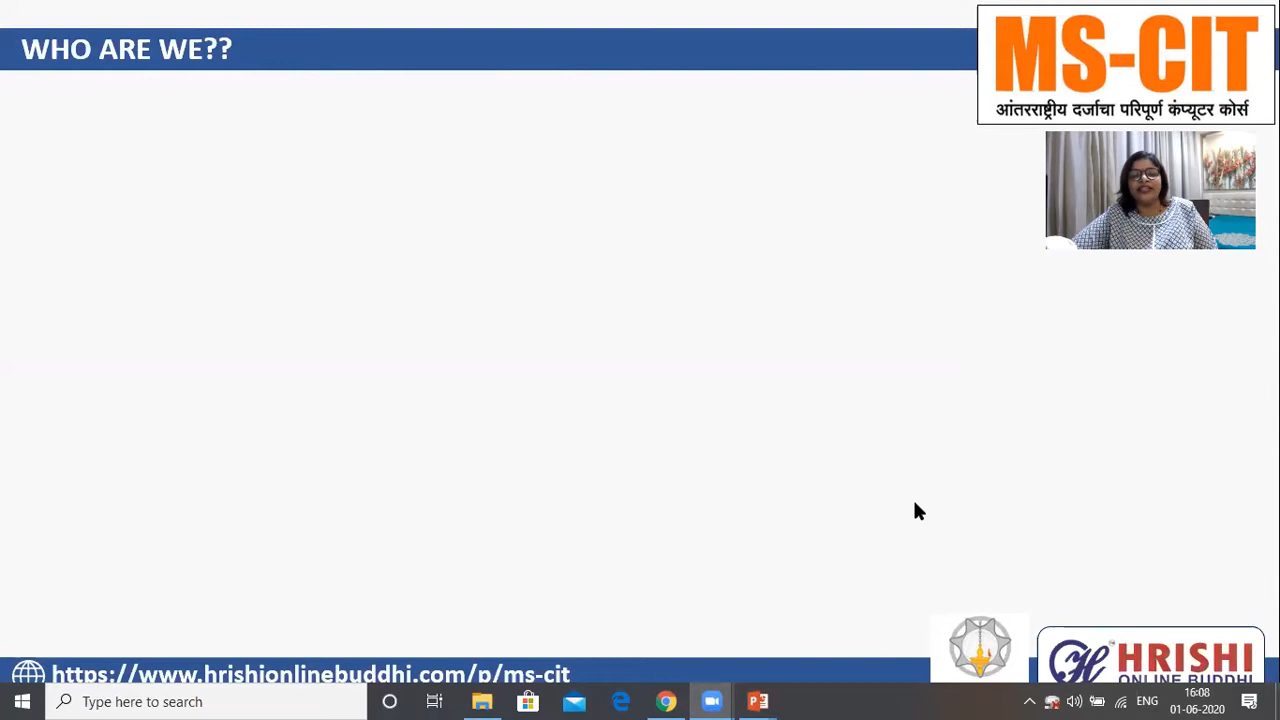 WHO ARE WE??
MS-CIT
आंतरराष्ट्रीय दर्जाचा परिपूर्ण कंप्यूटर कोर्स
https://www.hrishionlinebuddhi.com/p/ms-cit
HRISHI
ONLINE BUDDHI
Type here to search
ENG
16:08
01-06-2020